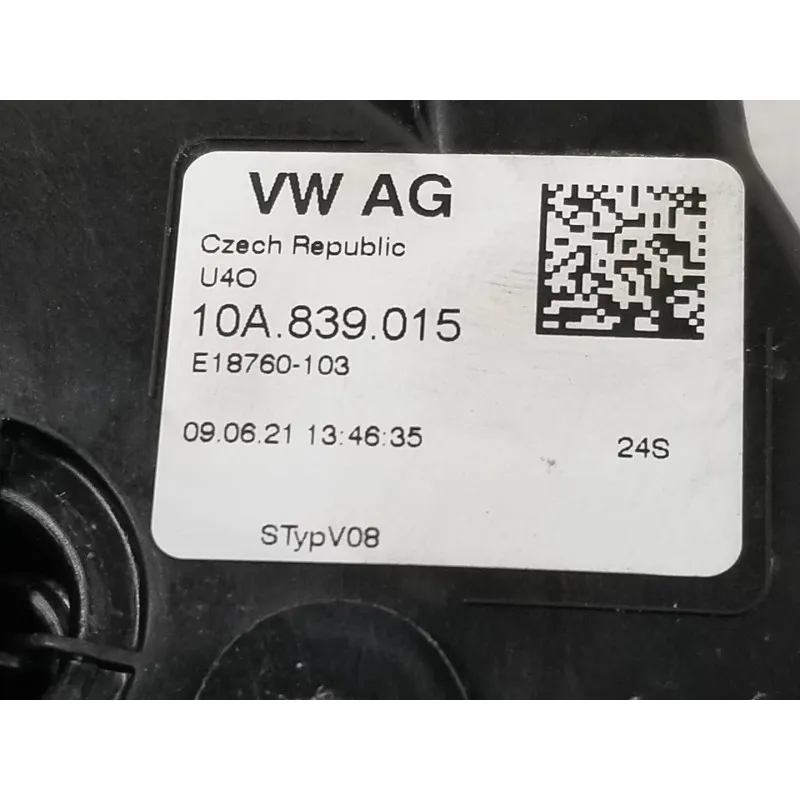 VW AG
Czech Republic
U4O
10A.839.015
E18760-103
09.06.21 13:46:35
24S
STypV08